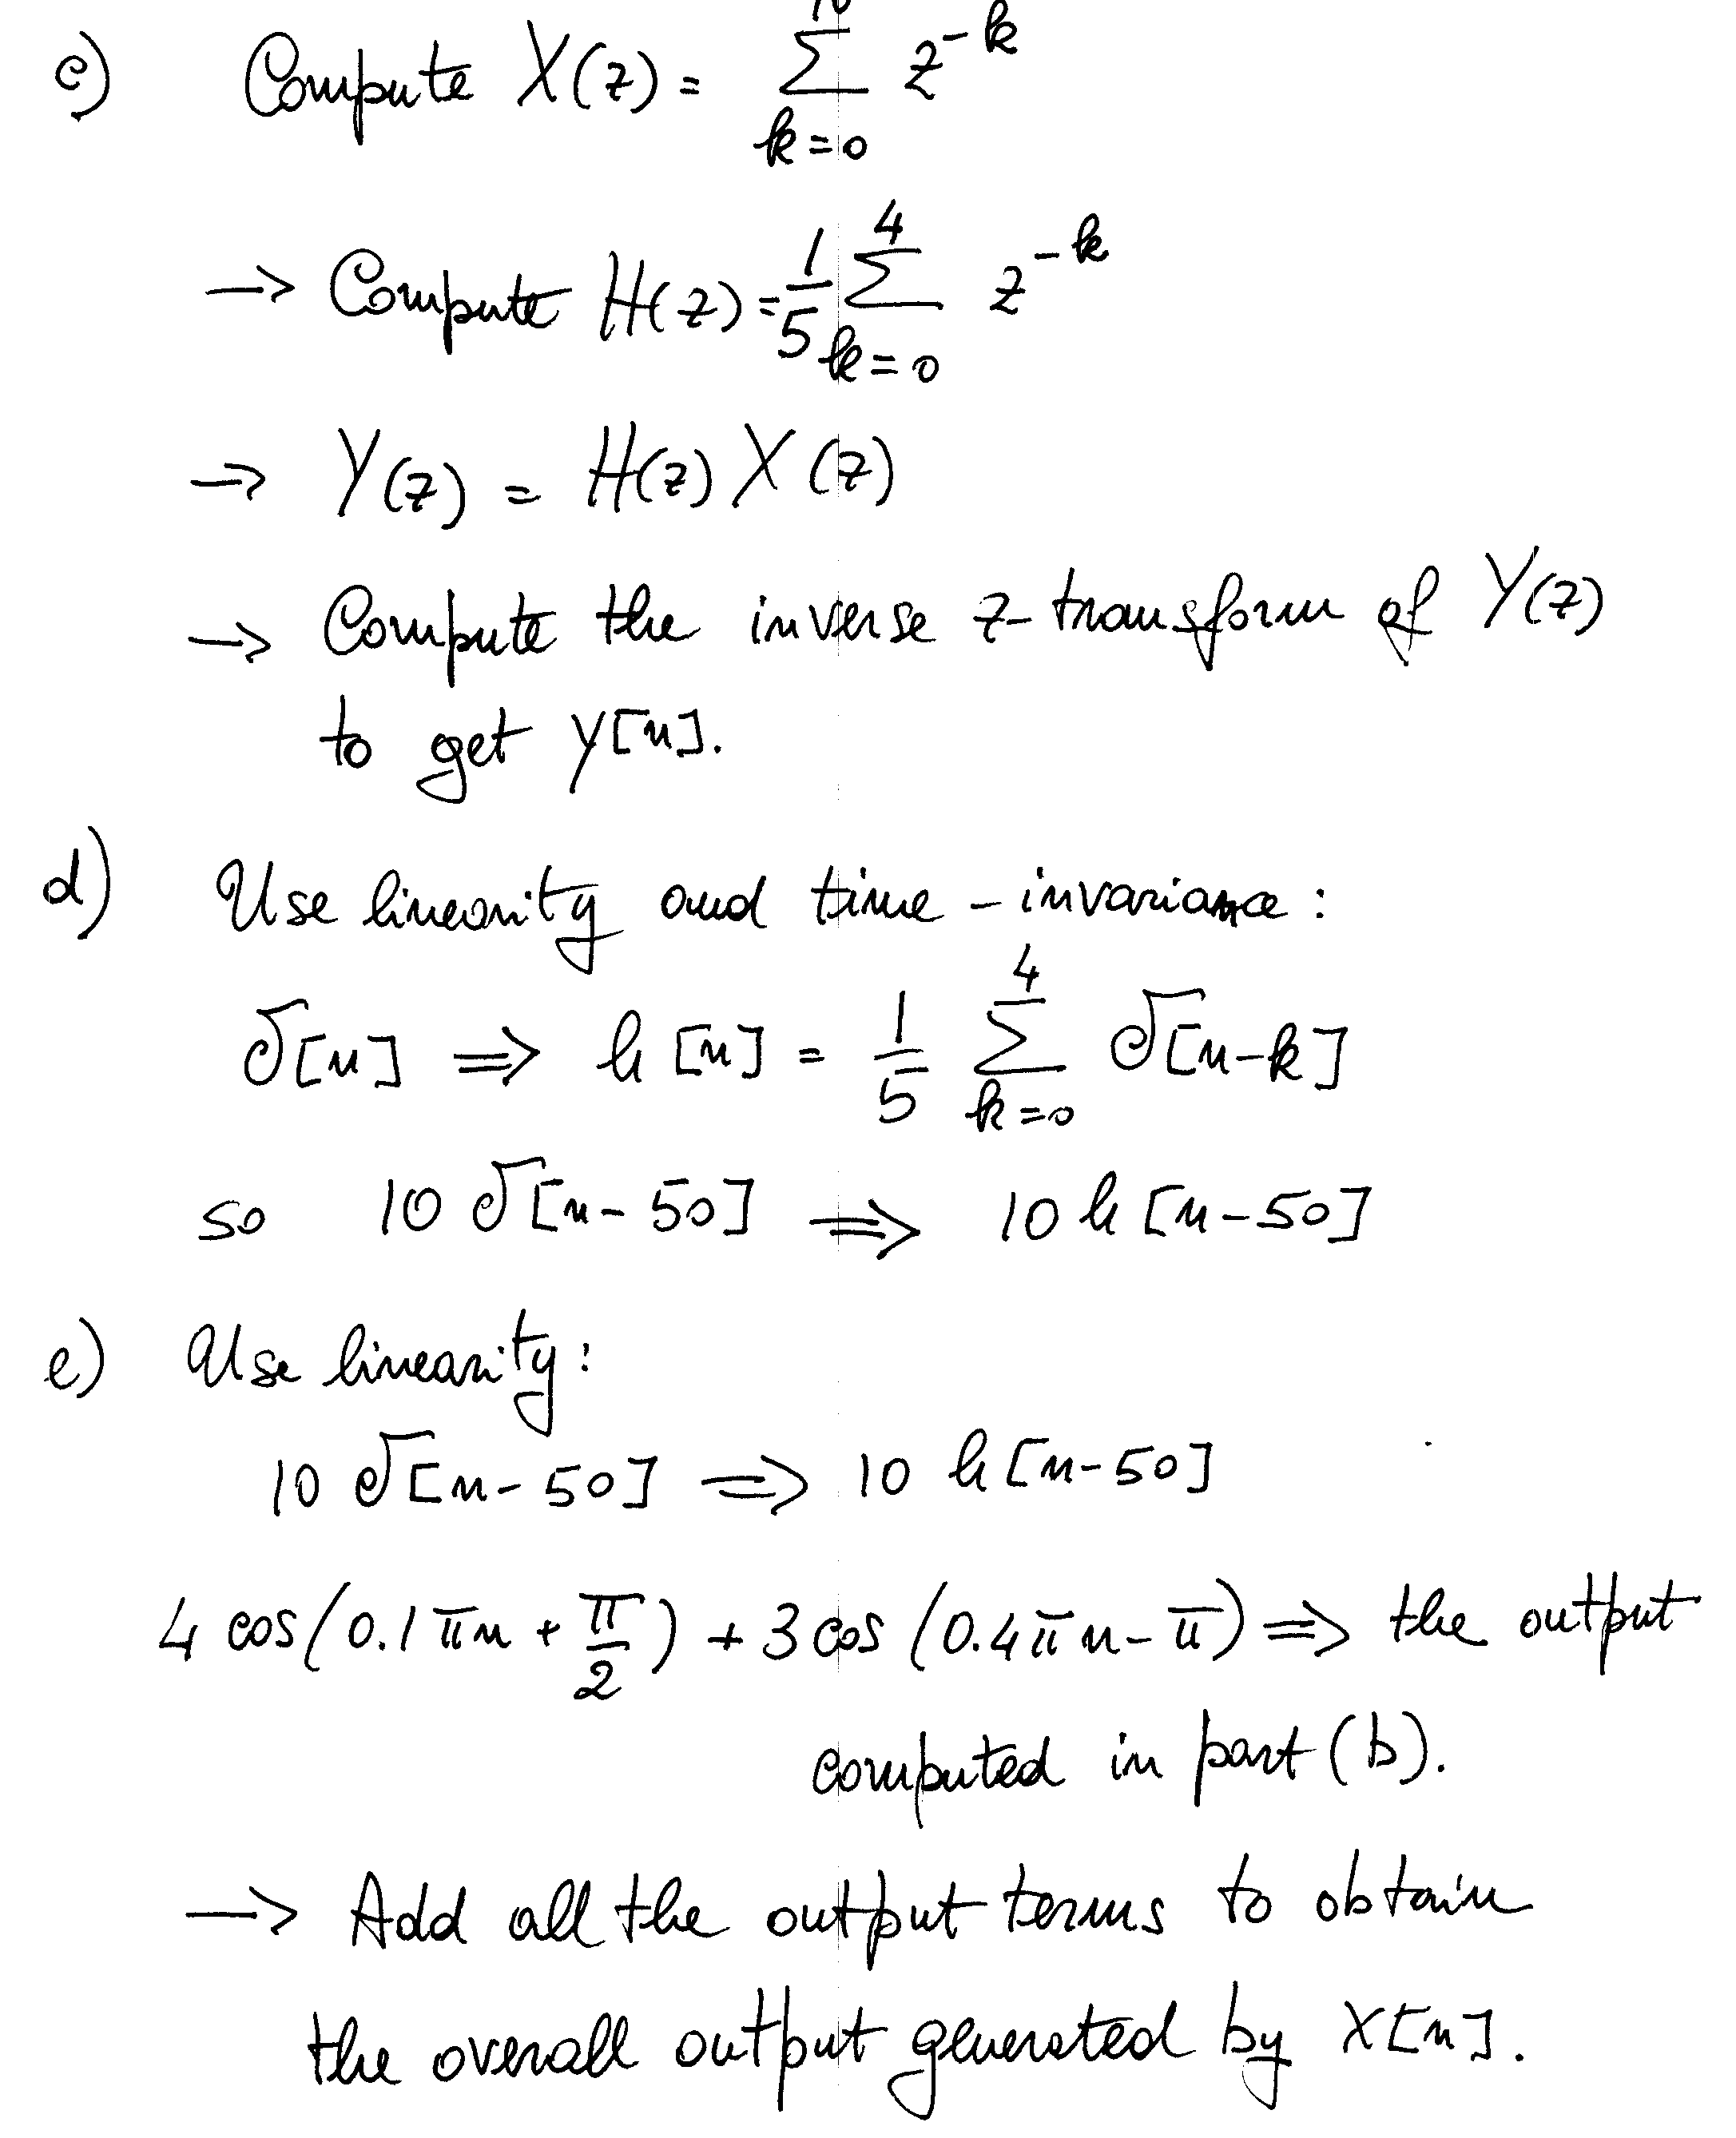 c) Compute X(z) = Σ z^-k
k=0
→ Compute H(z) = 1/5 Σ_{k=0}^{4} z^-k
→ Y(z) = H(z) X(z)
→ Compute the inverse z-transform of Y(z)
to get y[n].
d) Use linearity and time-invariance:
δ[n] ⇒ h[n] = 1/5 Σ_{k=0}^{4} δ[n-k]
so 10 δ[n-50] ⇒ 10 h[n-50]
e) Use linearity:
10 δ[n-50] ⇒ 10 h[n-50]
4 cos(0.1πn + π/2) + 3 cos(0.4πn-π) ⇒ the output
computed in part (b).
→ Add all the output terms to obtain
the overall output generated by x[n].